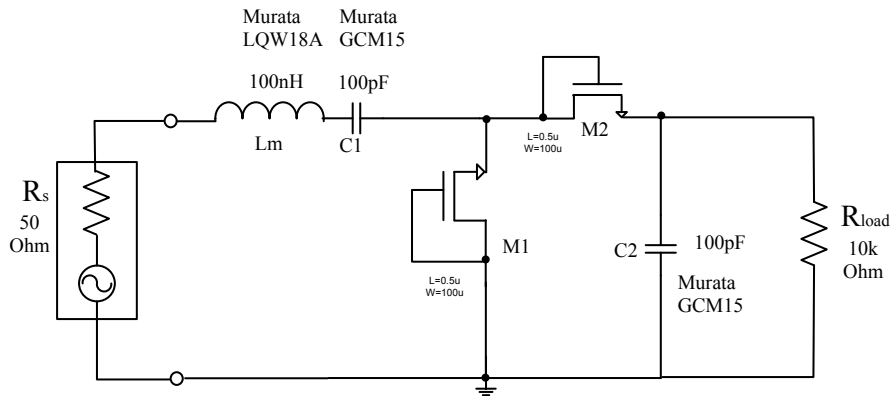 Murata
LQW18A
100nH
Lm
Murata
GCM15
100pF
C1
L=0.5u
W=100u
M2
Rs
50
Ohm
M1
L=0.5u
W=100u
C2
100pF
Murata
GCM15
Rload
10k
Ohm